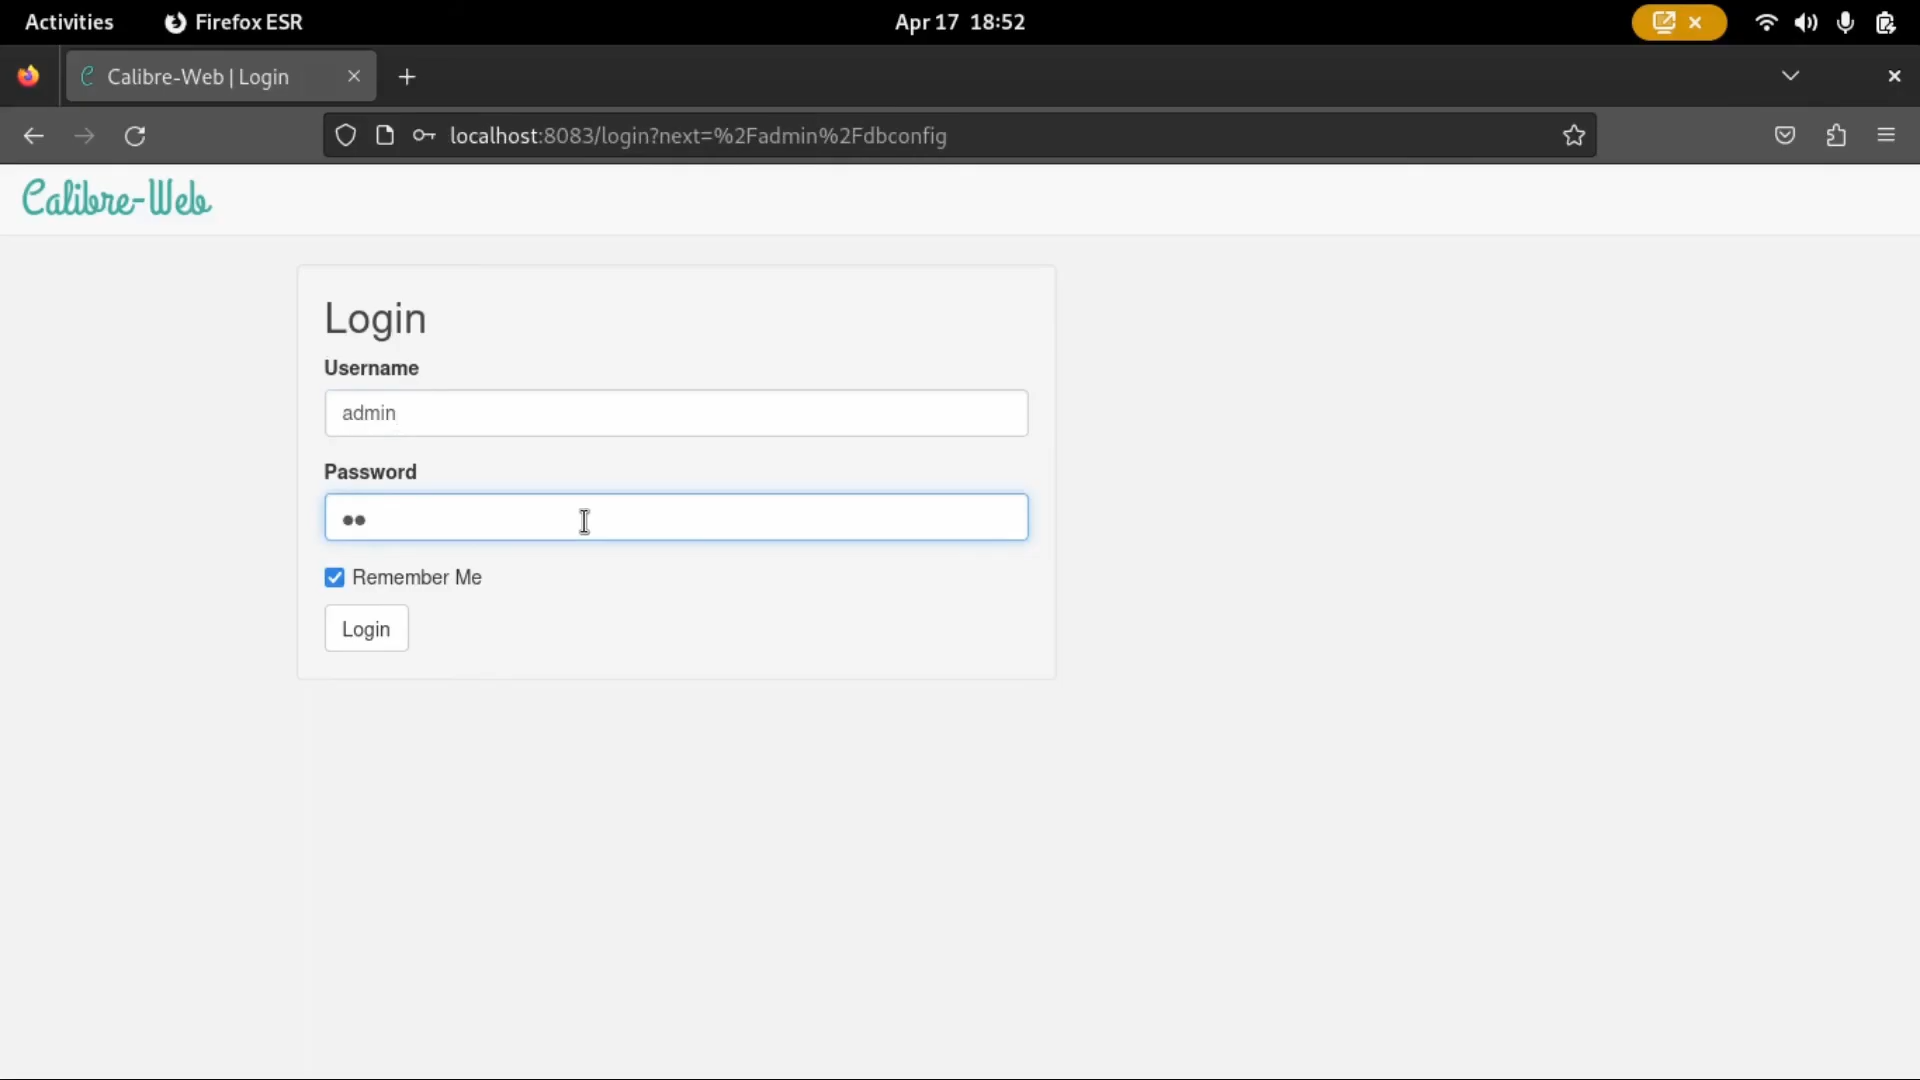 Activities Firefox ESR Apr 17 18:52
Calibre-Web | Login
localhost:8083/login?next=%2Fadmin%2Fdbconfig
Calibre-Web
Login
Username
admin
Password
●●
Remember Me
Login